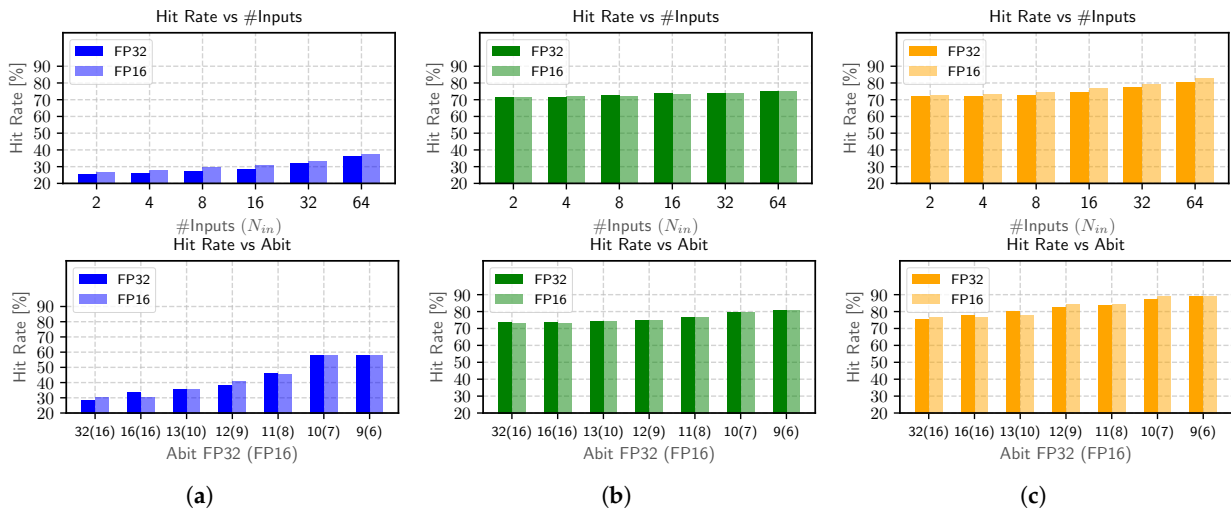 Hit Rate vs #Inputs
Hit Rate [%]
90
80
70
60
50
40
30
20
FP32
FP16
2 4 8 16 32 64
#Inputs (N_in)
Hit Rate vs #Inputs
Hit Rate [%]
90
80
70
60
50
40
30
20
FP32
FP16
2 4 8 16 32 64
#Inputs (N_in)
Hit Rate vs #Inputs
Hit Rate [%]
90
80
70
60
50
40
30
20
FP32
FP16
2 4 8 16 32 64
#Inputs (N_in)
Hit Rate vs Abit
Hit Rate [%]
90
80
70
60
50
40
30
20
FP32
FP16
32(16) 16(16) 13(10) 12(9) 11(8) 10(7) 9(6)
Abit FP32 (FP16)
Hit Rate vs Abit
Hit Rate [%]
90
80
70
60
50
40
30
20
FP32
FP16
32(16) 16(16) 13(10) 12(9) 11(8) 10(7) 9(6)
Abit FP32 (FP16)
Hit Rate vs Abit
Hit Rate [%]
90
80
70
60
50
40
30
20
FP32
FP16
32(16) 16(16) 13(10) 12(9) 11(8) 10(7) 9(6)
Abit FP32 (FP16)
(a) (b) (c)